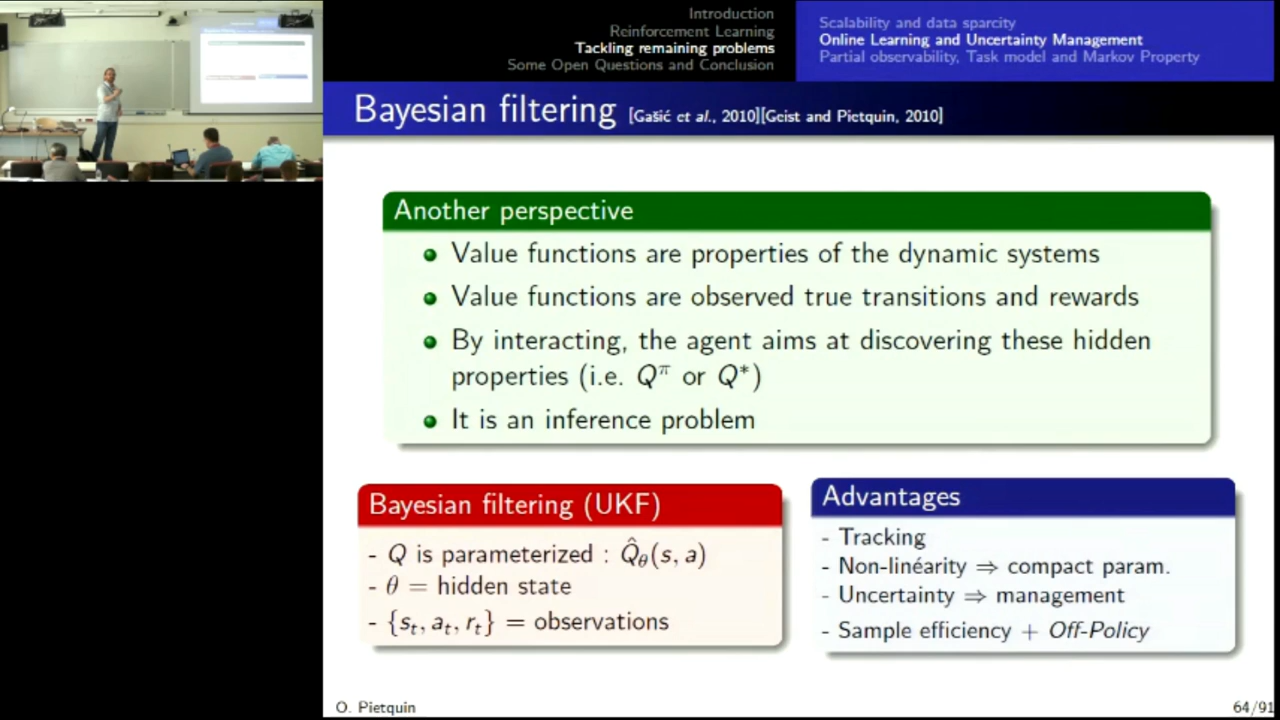 Introduction
Reinforcement Learning
Tackling remaining problems
Some Open Questions and Conclusion
Scalability and data sparcity
Online Learning and Uncertainty Management
Partial observability, Task model and Markov Property
Bayesian filtering [Gašić et al., 2010][Geist and Pietquin, 2010]
Another perspective
Value functions are properties of the dynamic systems
Value functions are observed true transitions and rewards
By interacting, the agent aims at discovering these hidden
properties (i.e. Q^π or Q*)
It is an inference problem
Bayesian filtering (UKF)
- Q is parameterized : Q̂_θ(s, a)
- θ = hidden state
- {s_t, a_t, r_t} = observations
Advantages
- Tracking
- Non-linéarity ⇒ compact param.
- Uncertainty ⇒ management
- Sample efficiency + Off-Policy
O. Pietquin
64/91